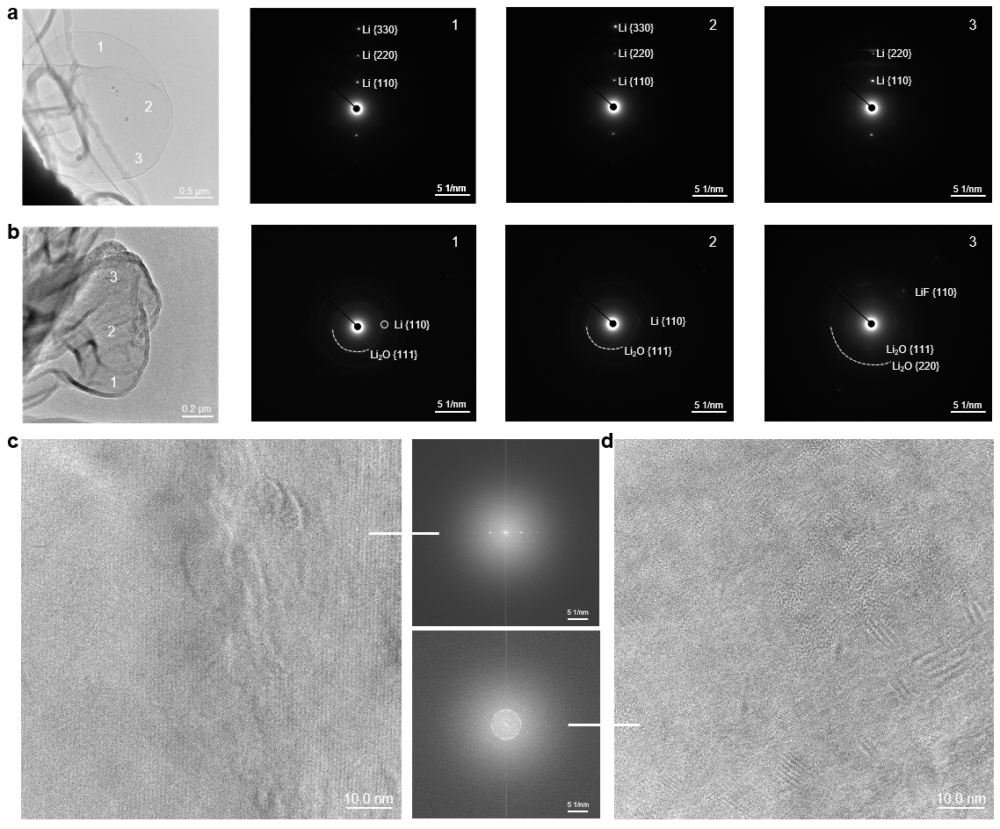 a
1
2
3
0.5 µm
1
Li {330}
Li {220}
Li {110}
5 1/nm
2
Li {330}
Li {220}
Li {110}
5 1/nm
3
Li {220}
Li {110}
5 1/nm
b
3
2
1
0.2 µm
1
Li {110}
Li₂O {111}
5 1/nm
2
Li {110}
Li₂O {111}
5 1/nm
3
LiF {110}
Li₂O {111}
Li₂O {220}
5 1/nm
c
10.0 nm
5 1/nm
5 1/nm
d
10.0 nm